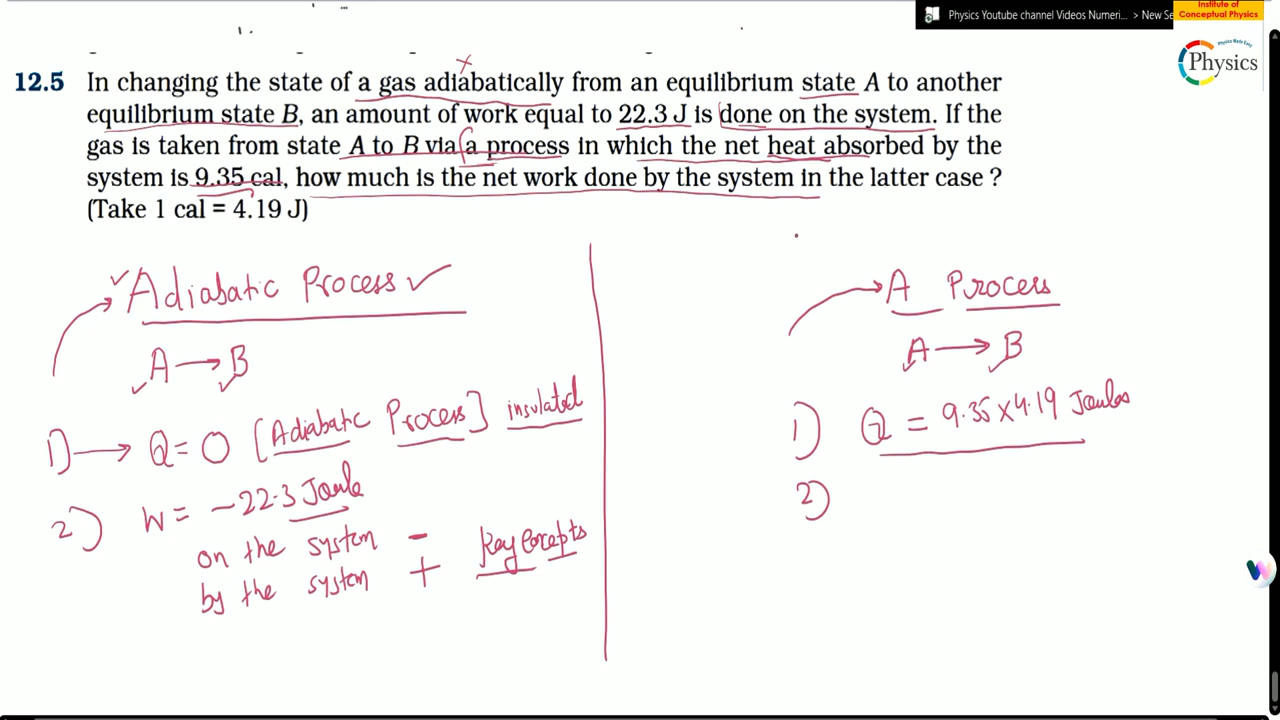 Physics Youtube channel Videos Numeri... > New Se
Institute of
Conceptual Physics
Physics Made Easy
Physics
12.5 In changing the state of a gas adiabatically from an equilibrium state A to another
equilibrium state B, an amount of work equal to 22.3 J is done on the system. If the
gas is taken from state A to B via a process in which the net heat absorbed by the
system is 9.35 cal, how much is the net work done by the system in the latter case ?
(Take 1 cal = 4.19 J)
Adiabatic Process
A → B
1) → Q = 0 [Adiabatic Process] insulated
2) W = -22.3 Joule
on the system -
by the system +
Key Concepts
A Process
A → B
1) Q = 9.35 x 4.19 Joules
2)